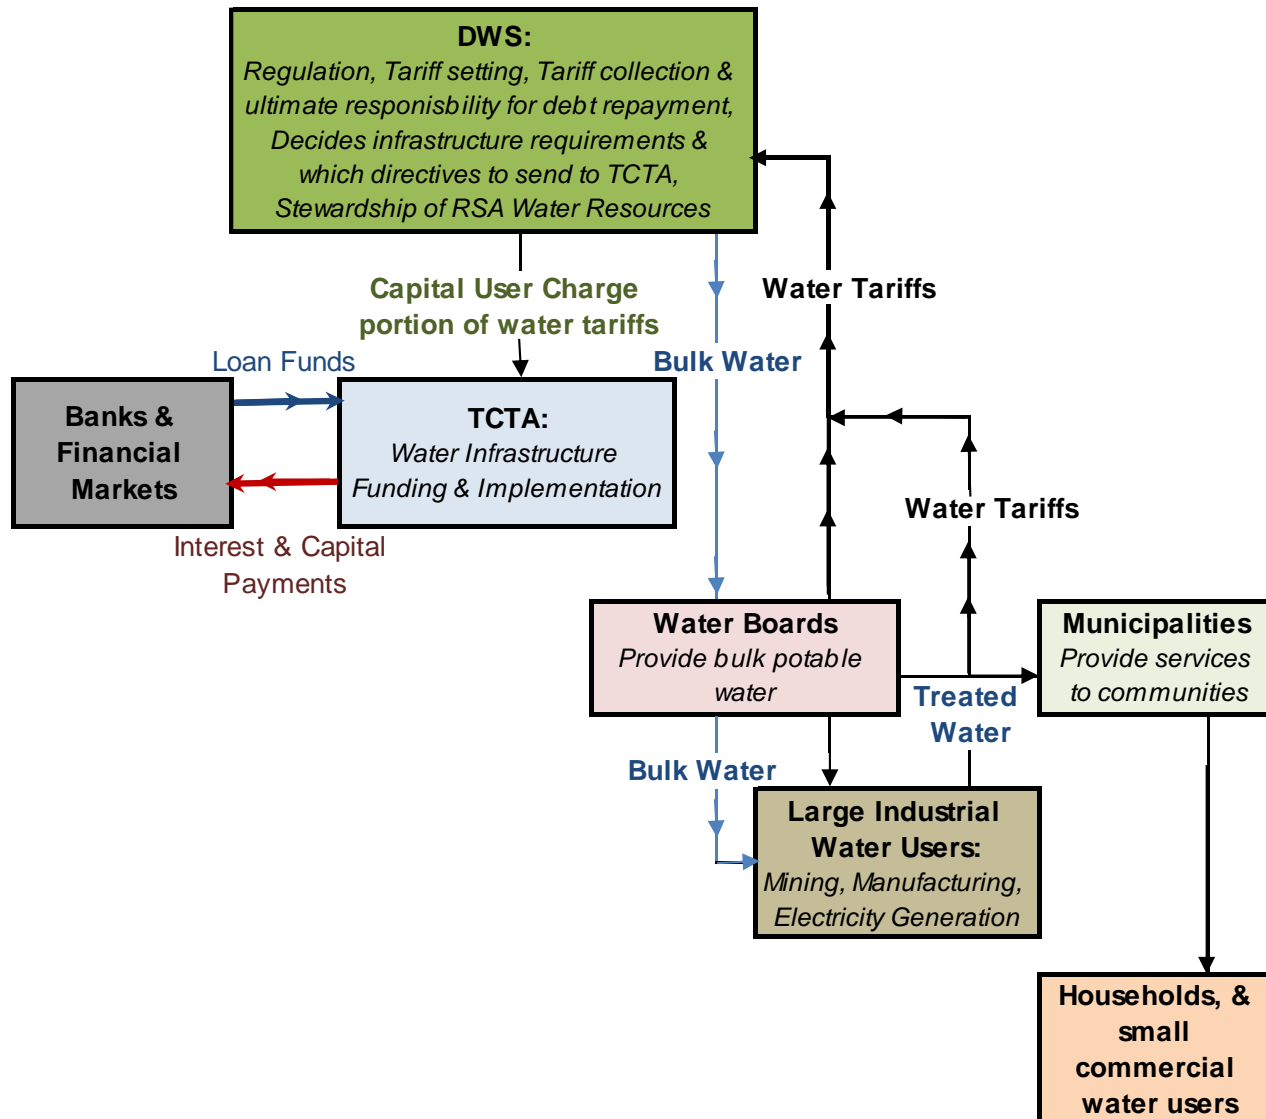 DWS:
Regulation, Tariff setting, Tariff collection &
ultimate responisbility for debt repayment,
Decides infrastructure requirements &
which directives to send to TCTA,
Stewardship of RSA Water Resources
Capital User Charge
portion of water tariffs
Water Tariffs
Bulk Water
Loan Funds
Banks &
Financial
Markets
TCTA:
Water Infrastructure
Funding & Implementation
Interest & Capital
Payments
Water Tariffs
Water Boards
Provide bulk potable
water
Municipalities
Provide services
to communities
Treated
Water
Bulk Water
Large Industrial
Water Users:
Mining, Manufacturing,
Electricity Generation
Households, &
small
commercial
water users